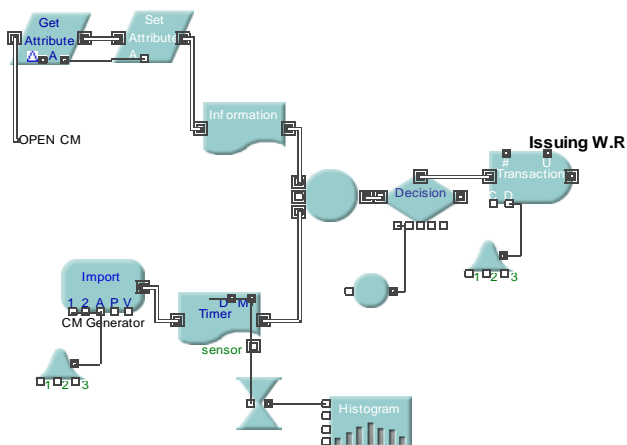 Get
Attribute
Δ A
Set
Attribute
A
OPEN CM
Information
Issuing W.R
# U
Transaction
C D
Decision
1 2 3
Import
1 2 A P V
CM Generator
D M
Timer
sensor
1 2 3
Histogram